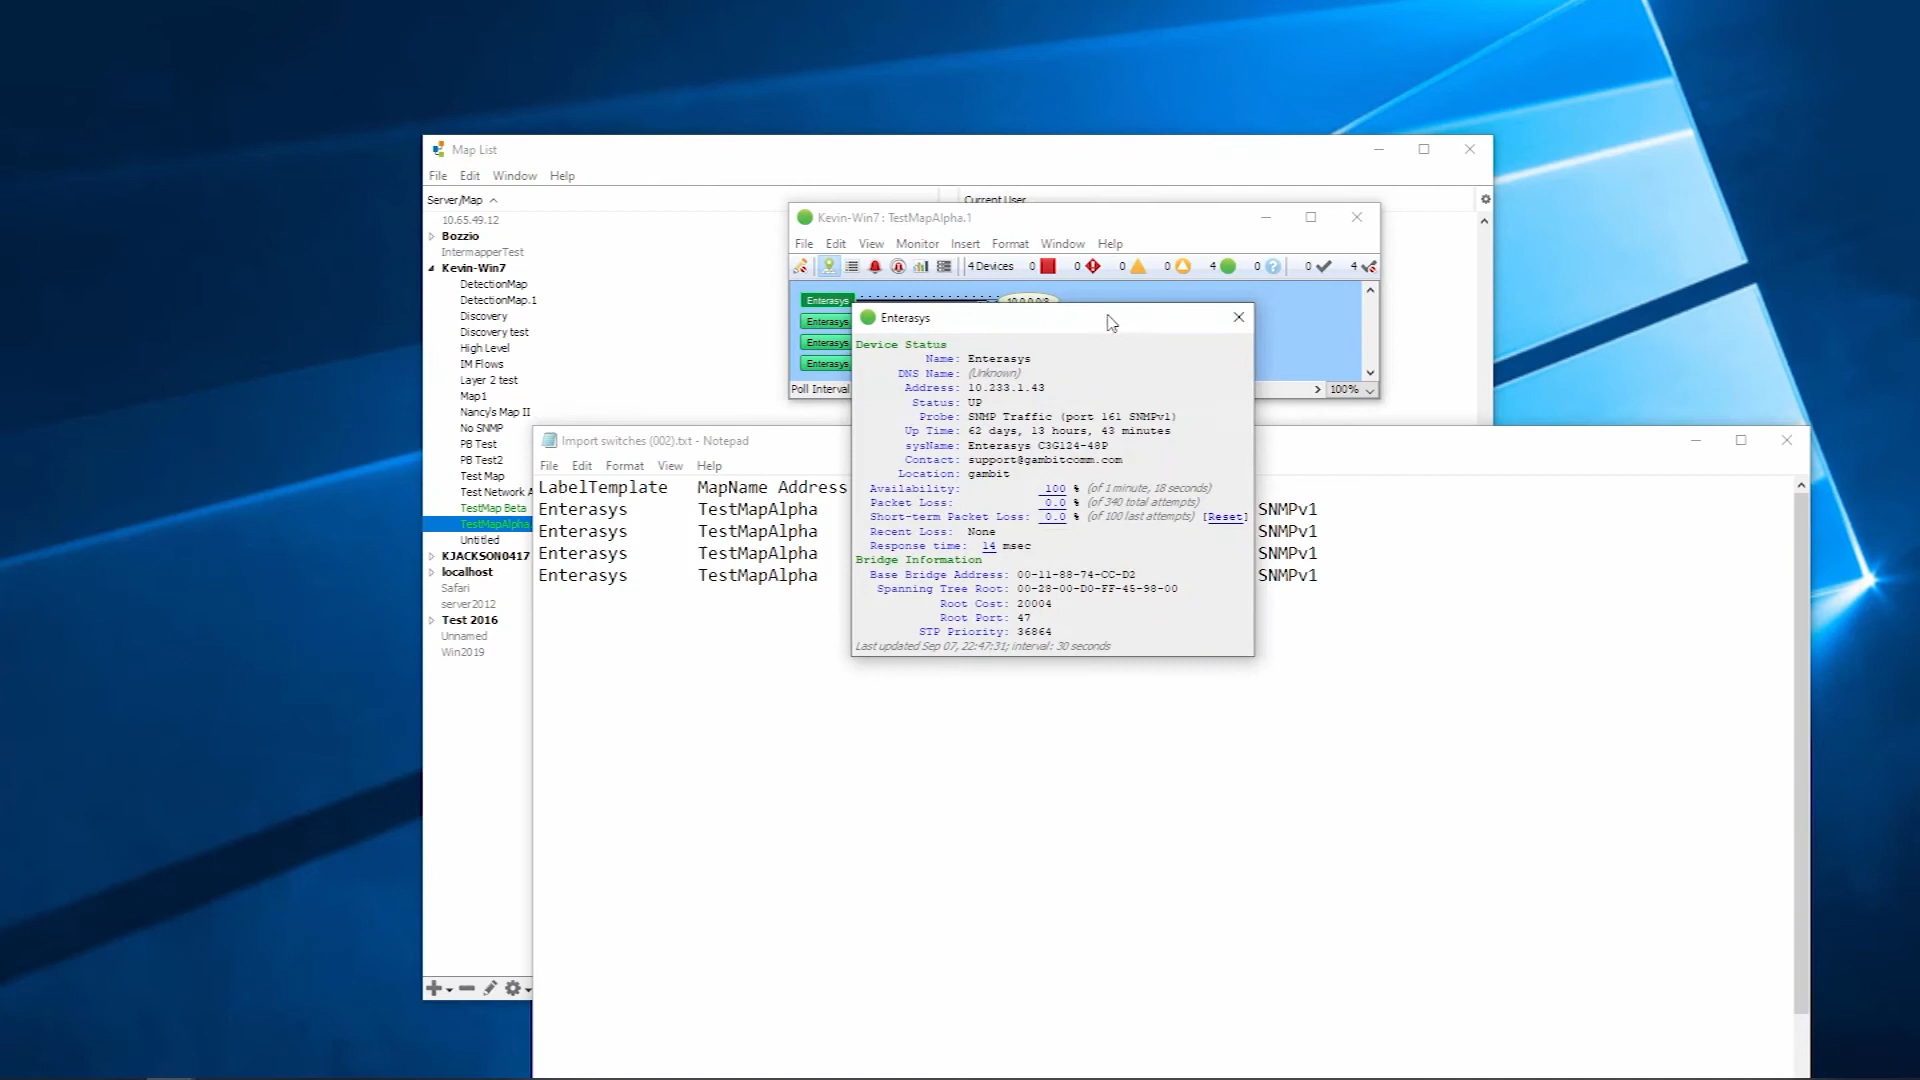 Map List
File Edit Window Help
Server/Map
Current User
10.65.49.12
Bozzio
IntermapperTest
Kevin-Win7
DetectionMap
DetectionMap.1
Discovery
Discovery test
High Level
IM Flows
Layer 2 test
Map1
Nancy's Map II
No SNMP
PB Test
PB Test2
Test Map
Test Network A
TestMap Beta
TestMapAlpha.
Untitled
KJACKSON0417
localhost
Safari
server2012
Test 2016
Unnamed
Win2019
Kevin-Win7 : TestMapAlpha.1
File Edit View Monitor Insert Format Window Help
4 Devices 0 0 0 0 4 0 0 4
Enterasys
Enterasys
Enterasys
Enterasys
Poll Interval
100%
Enterasys
Device Status
Name: Enterasys
DNS Name: (Unknown)
Address: 10.233.1.43
Status: UP
Probe: SNMP Traffic (port 161 SNMPv1)
Up Time: 62 days, 13 hours, 43 minutes
sysName: Enterasys C3G124-48P
Contact: support@gambitcomm.com
Location: gambit
Availability: 100 % (of 1 minute, 18 seconds)
Packet Loss: 0.0 % (of 340 total attempts)
Short-term Packet Loss: 0.0 % (of 100 last attempts) [Reset]
Recent Loss: None
Response time: 14 msec
Bridge Information
Base Bridge Address: 00-11-88-74-CC-D2
Spanning Tree Root: 00-28-00-D0-FF-45-98-00
Root Cost: 20004
Root Port: 47
STP Priority: 36864
Last updated Sep 07, 22:47:31; interval: 30 seconds
Import switches (002).txt - Notepad
File Edit Format View Help
LabelTemplate MapName Address
Enterasys TestMapAlpha SNMPv1
Enterasys TestMapAlpha SNMPv1
Enterasys TestMapAlpha SNMPv1
Enterasys TestMapAlpha SNMPv1